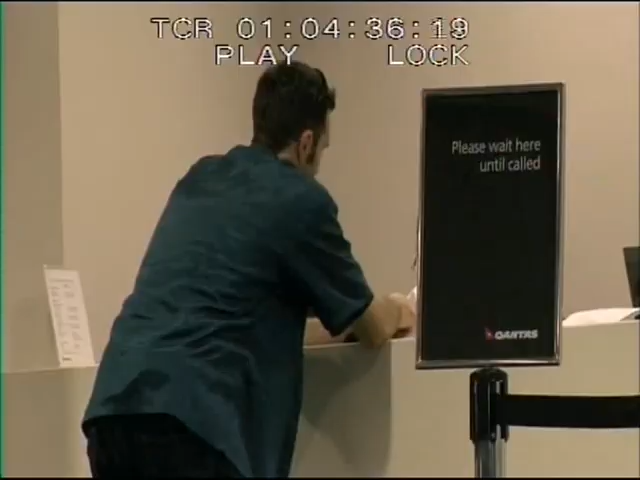 TCR 01:04:36:19
PLAY LOCK
Please wait here
until called
QANTAS